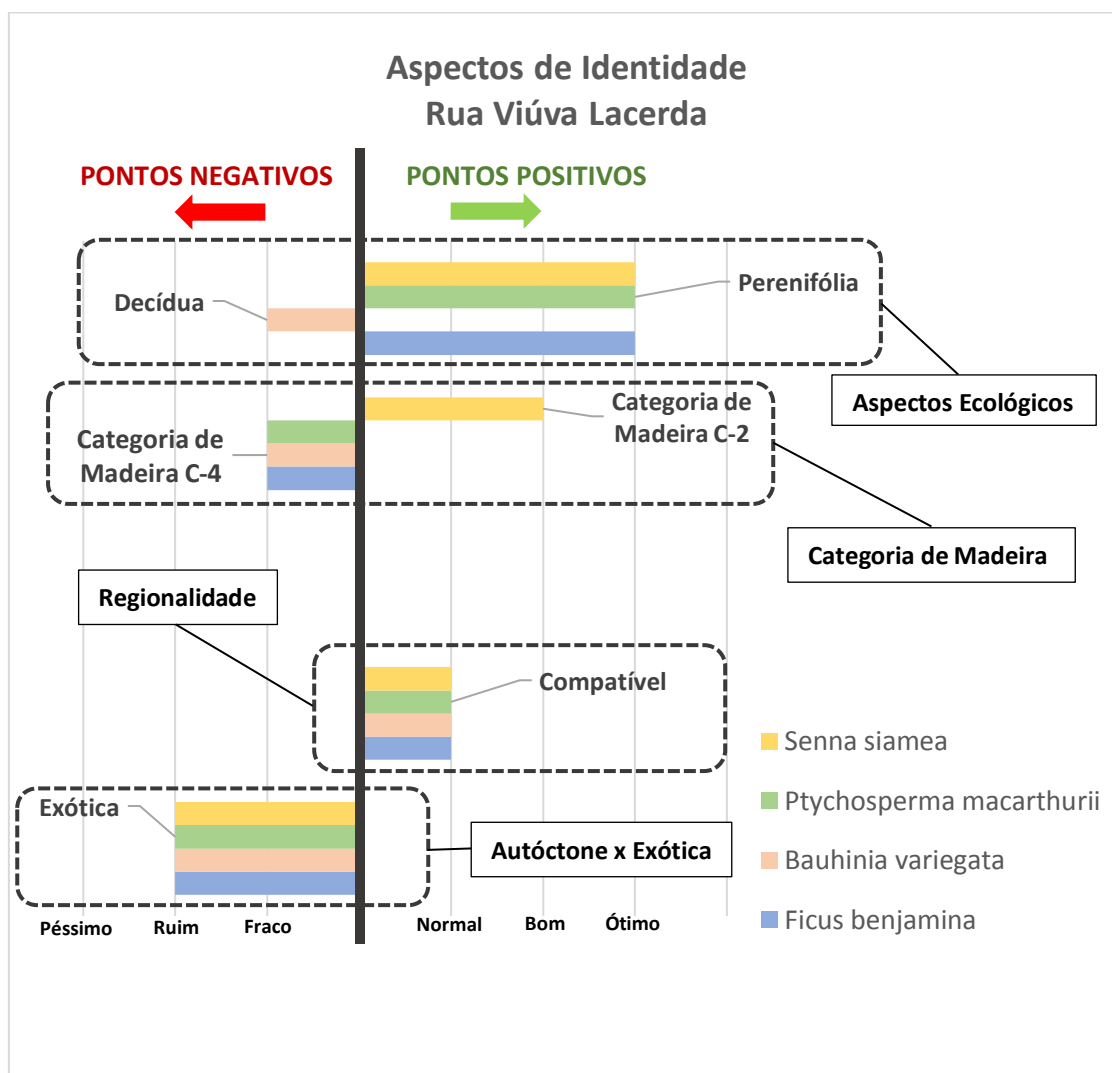 Aspectos de Identidade
Rua Viúva Lacerda
PONTOS NEGATIVOS
PONTOS POSITIVOS
Decídua
Perenifólia
Aspectos Ecológicos
Categoria de
Madeira C-4
Categoria de
Madeira C-2
Categoria de Madeira
Regionalidade
Compatível
Exótica
Autóctone x Exótica
Senna siamea
Ptychosperma macarthurii
Bauhinia variegata
Ficus benjamina
Péssimo
Ruim
Fraco
Normal
Bom
Ótimo